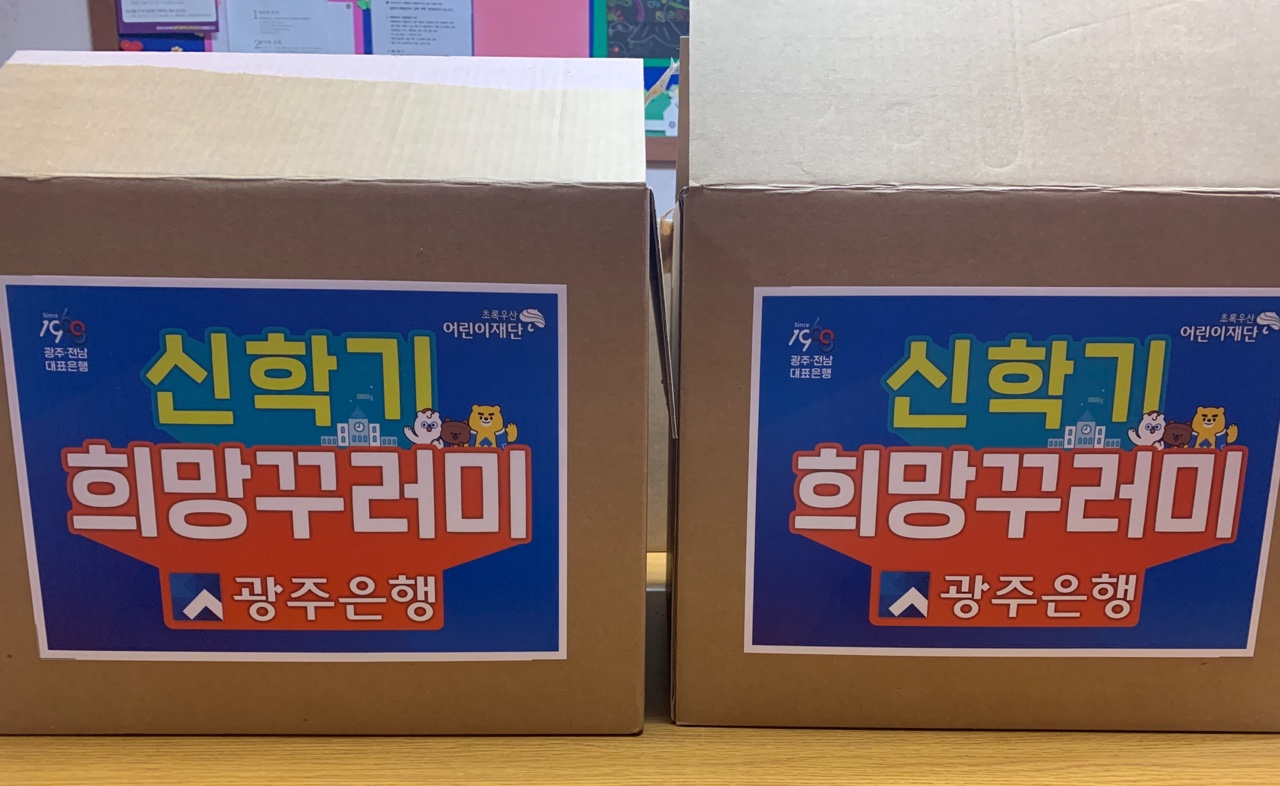 Since
1969
광주·전남
대표은행
초록우산
어린이재단
신학기
희망꾸러미
광주은행
Since
1969
광주·전남
대표은행
초록우산
어린이재단
신학기
희망꾸러미
광주은행